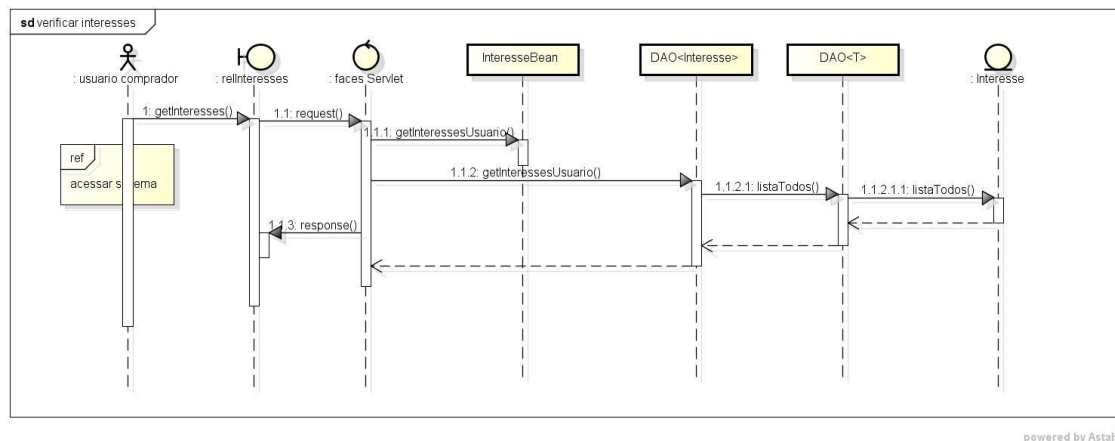 sd verificar interesses
: usuario comprador
: relInteresses
: faces Servlet
InteresseBean
DAO<Interesse>
DAO<T>
: Interesse
1: getInteresses()
1.1: request()
1.1.1: getInteressesUsuario()
ref
acessar sistema
1.1.2: getInteressesUsuario()
1.1.2.1: listaTodos()
1.1.2.1.1: listaTodos()
1.1.3: response()
powered by Astah